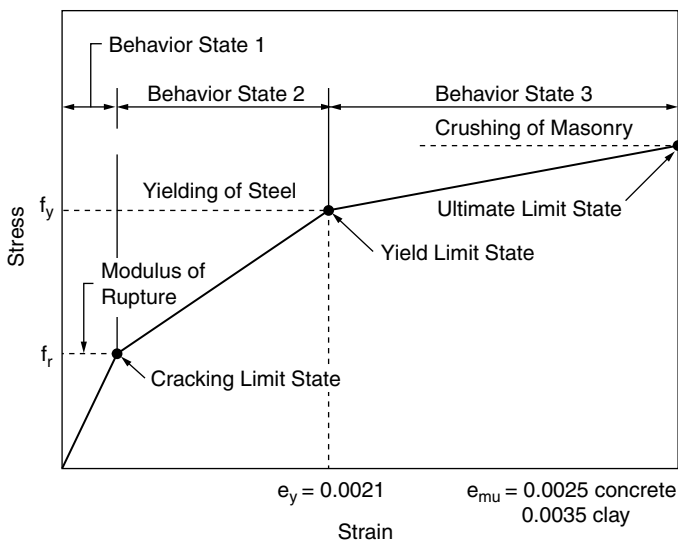 Behavior State 1
Behavior State 2
Behavior State 3
Crushing of Masonry
Yielding of Steel
f_y
Ultimate Limit State
Yield Limit State
Stress
Modulus of
Rupture
f_r
Cracking Limit State
e_y = 0.0021
e_mu = 0.0025 concrete
0.0035 clay
Strain